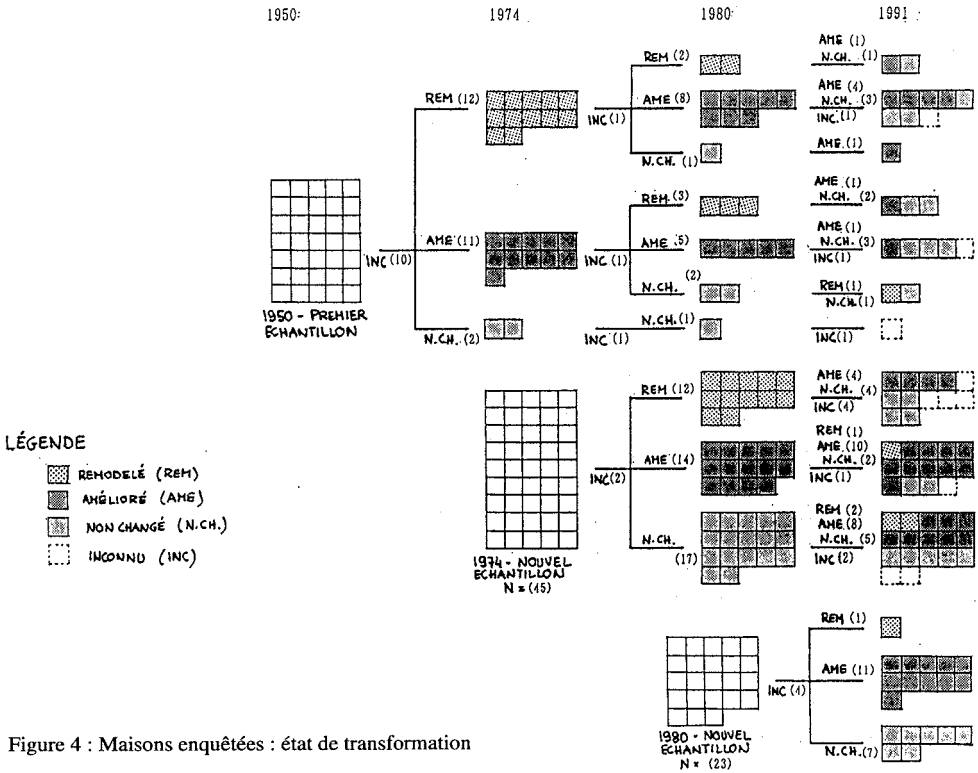 1950: 1974 1980: 1991
REM (12)
AME (11)
N.CH. (2)
INC (10)
1950 - PREMIER
ECHANTILLON
INC (1)
REM (2)
AME (8)
N.CH. (1)
AME (1)
N.CH. (1)
AME (4)
N.CH. (3)
INC. (1)
AME. (1)
INC (1)
REM. (3)
AME (5)
N.CH. (2)
AME (1)
N.CH. (2)
AME (1)
N.CH. (3)
INC (1)
REM (1)
N.CH. (1)
INC (1)
N.CH. (1)
INC (1)
1974 - NOUVEL
ECHANTILLON
N = (45)
INC (2)
REM (12)
AME (14)
N.CH.
(17)
AME (4)
N.CH. (4)
INC (4)
REM (1)
AME (10)
N.CH. (2)
INC (1)
REM (2)
AME (8)
N.CH. (5)
INC (2)
1980 - NOUVEL
ECHANTILLON
N = (23)
INC (4)
REM (1)
AME (11)
N.CH. (7)
LÉGENDE
REMODELÉ (REM)
AMÉLIORÉ (AME)
NON CHANGÉ (N.CH.)
INCONNU (INC)
Figure 4 : Maisons enquêtées : état de transformation